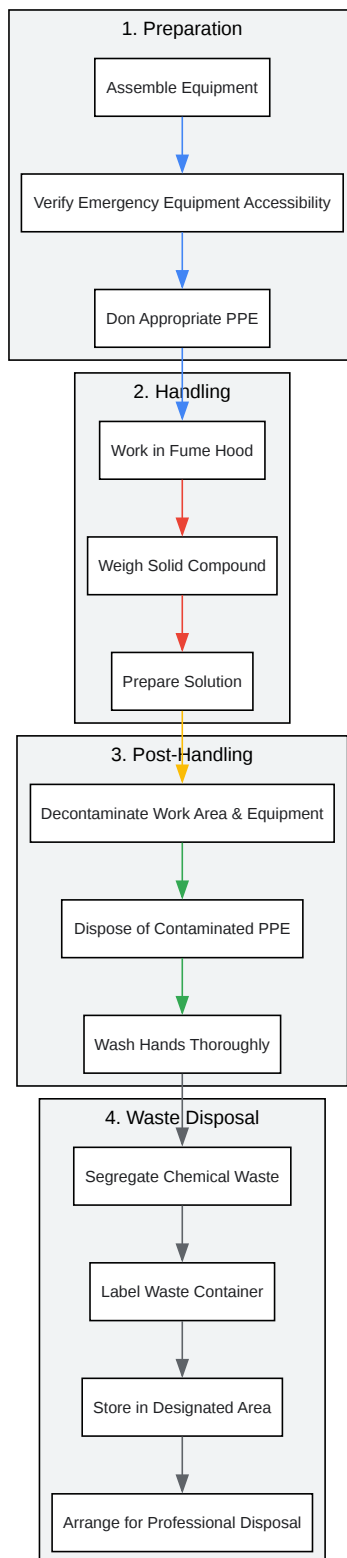 1. Preparation
Assemble Equipment
Verify Emergency Equipment Accessibility
Don Appropriate PPE
2. Handling
Work in Fume Hood
Weigh Solid Compound
Prepare Solution
3. Post-Handling
Decontaminate Work Area & Equipment
Dispose of Contaminated PPE
Wash Hands Thoroughly
4. Waste Disposal
Segregate Chemical Waste
Label Waste Container
Store in Designated Area
Arrange for Professional Disposal